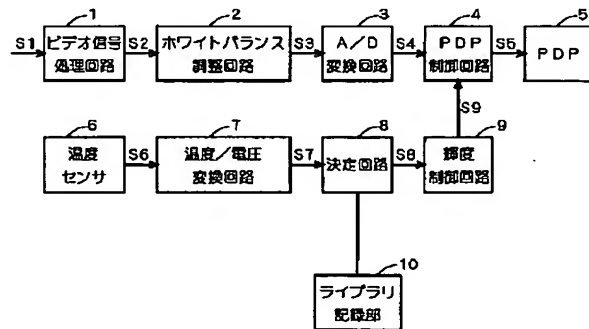 1 2 3 4 5
S1 ビデオ信号 S2 ホワイトバランス S3 A/D S4 PDP S5 PDP
処理回路 調整回路 変換回路 制御回路
S9
6 7 8 9
温度 S6 温度/電圧 S7 決定回路 S8 輝度
センサ 変換回路 制御回路
10
ライブラリ
記録部